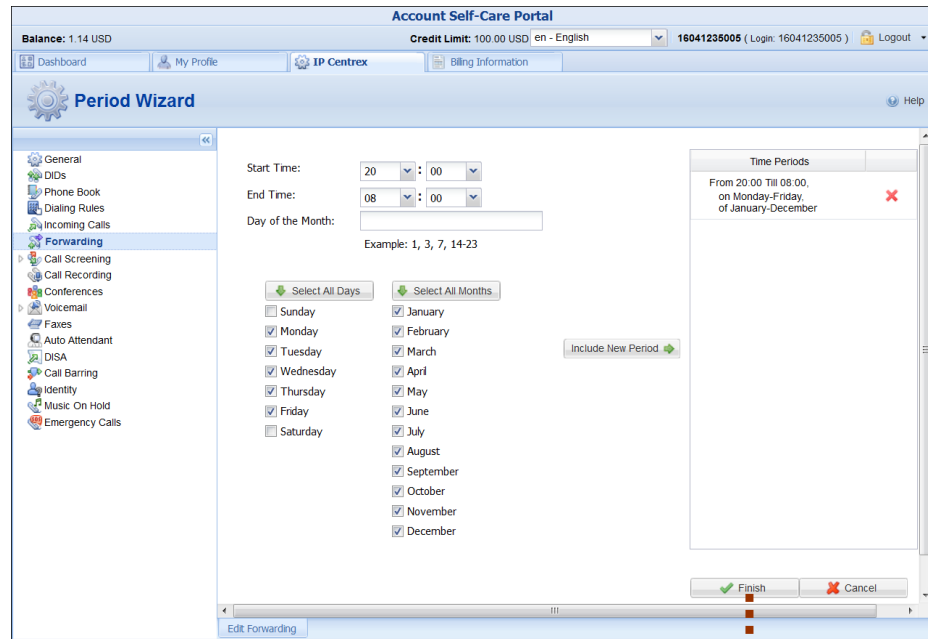 Account Self-Care Portal
Balance: 1.14 USD
Credit Limit: 100.00 USD
en - English
16041235005 ( Login: 16041235005 )
Logout
Dashboard
My Profile
IP Centrex
Billing Information
Period Wizard
Help
General
DIDs
Phone Book
Dialing Rules
Incoming Calls
Forwarding
Call Screening
Call Recording
Conferences
Voicemail
Faxes
Auto Attendant
DISA
Call Barring
Identity
Music On Hold
Emergency Calls
Start Time: 20 : 00
End Time: 08 : 00
Day of the Month:
Example: 1, 3, 7, 14-23
Select All Days
Sunday
Monday
Tuesday
Wednesday
Thursday
Friday
Saturday
Select All Months
January
February
March
April
May
June
July
August
September
October
November
December
Include New Period
Time Periods
From 20:00 Till 08:00,
on Monday-Friday,
of January-December
Finish
Cancel
Edit Forwarding